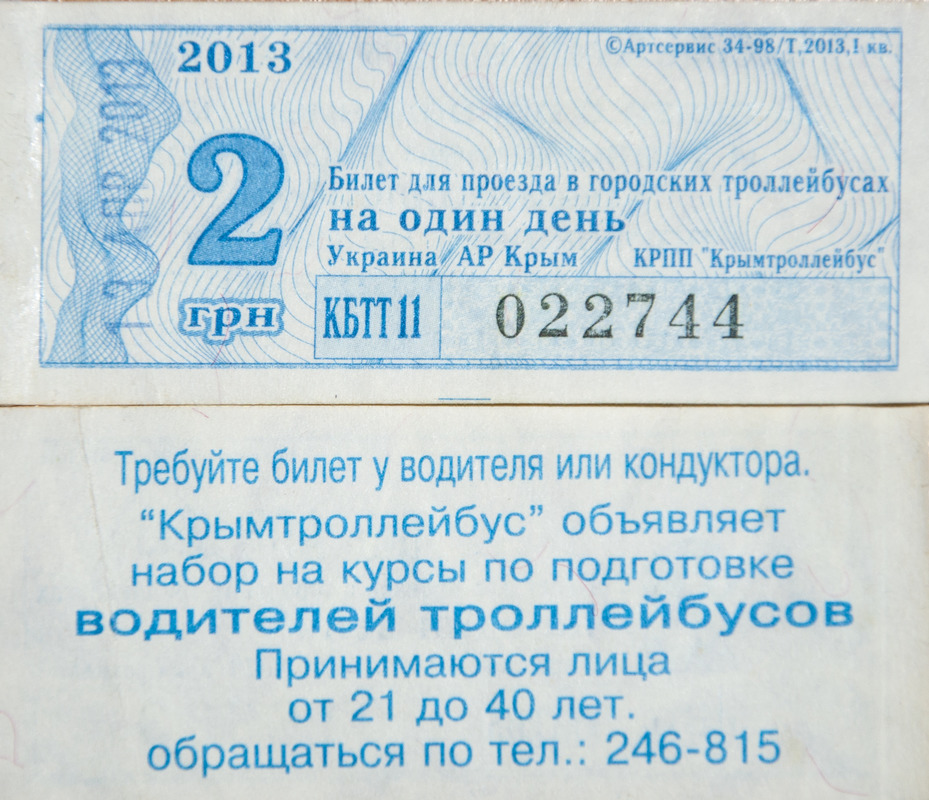 2013
©Артсервис 34-98/Т,2013,I кв.
2
грн
Билет для проезда в городских троллейбусах
на один день
Украина АР Крым КРПП "Крымтроллейбус"
КБТТ 11 022744
Требуйте билет у водителя или кондуктора.
“Крымтроллейбус” объявляет
набор на курсы по подготовке
водителей троллейбусов
Принимаются лица
от 21 до 40 лет.
обращаться по тел.: 246-815